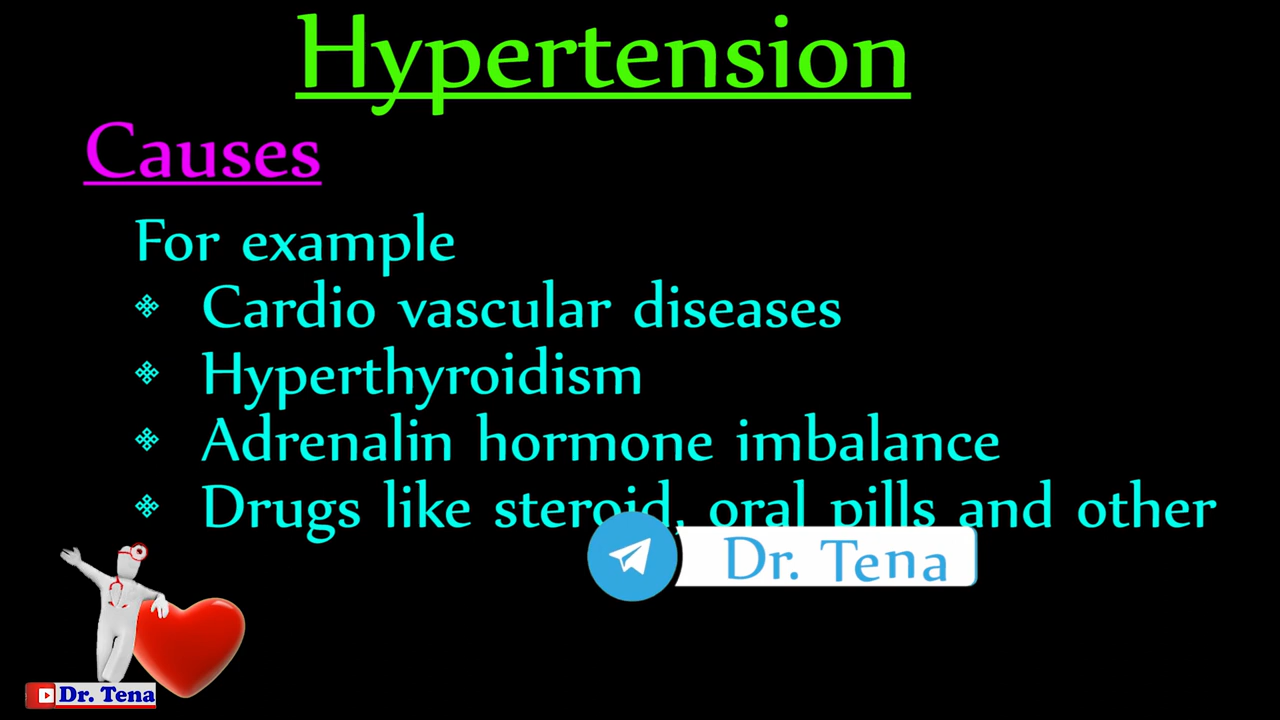 Hypertension
Causes
For example
❖ Cardio vascular diseases
❖ Hyperthyroidism
❖ Adrenalin hormone imbalance
❖ Drugs like steroid, oral pills and other
Dr. Tena
Dr. Tena